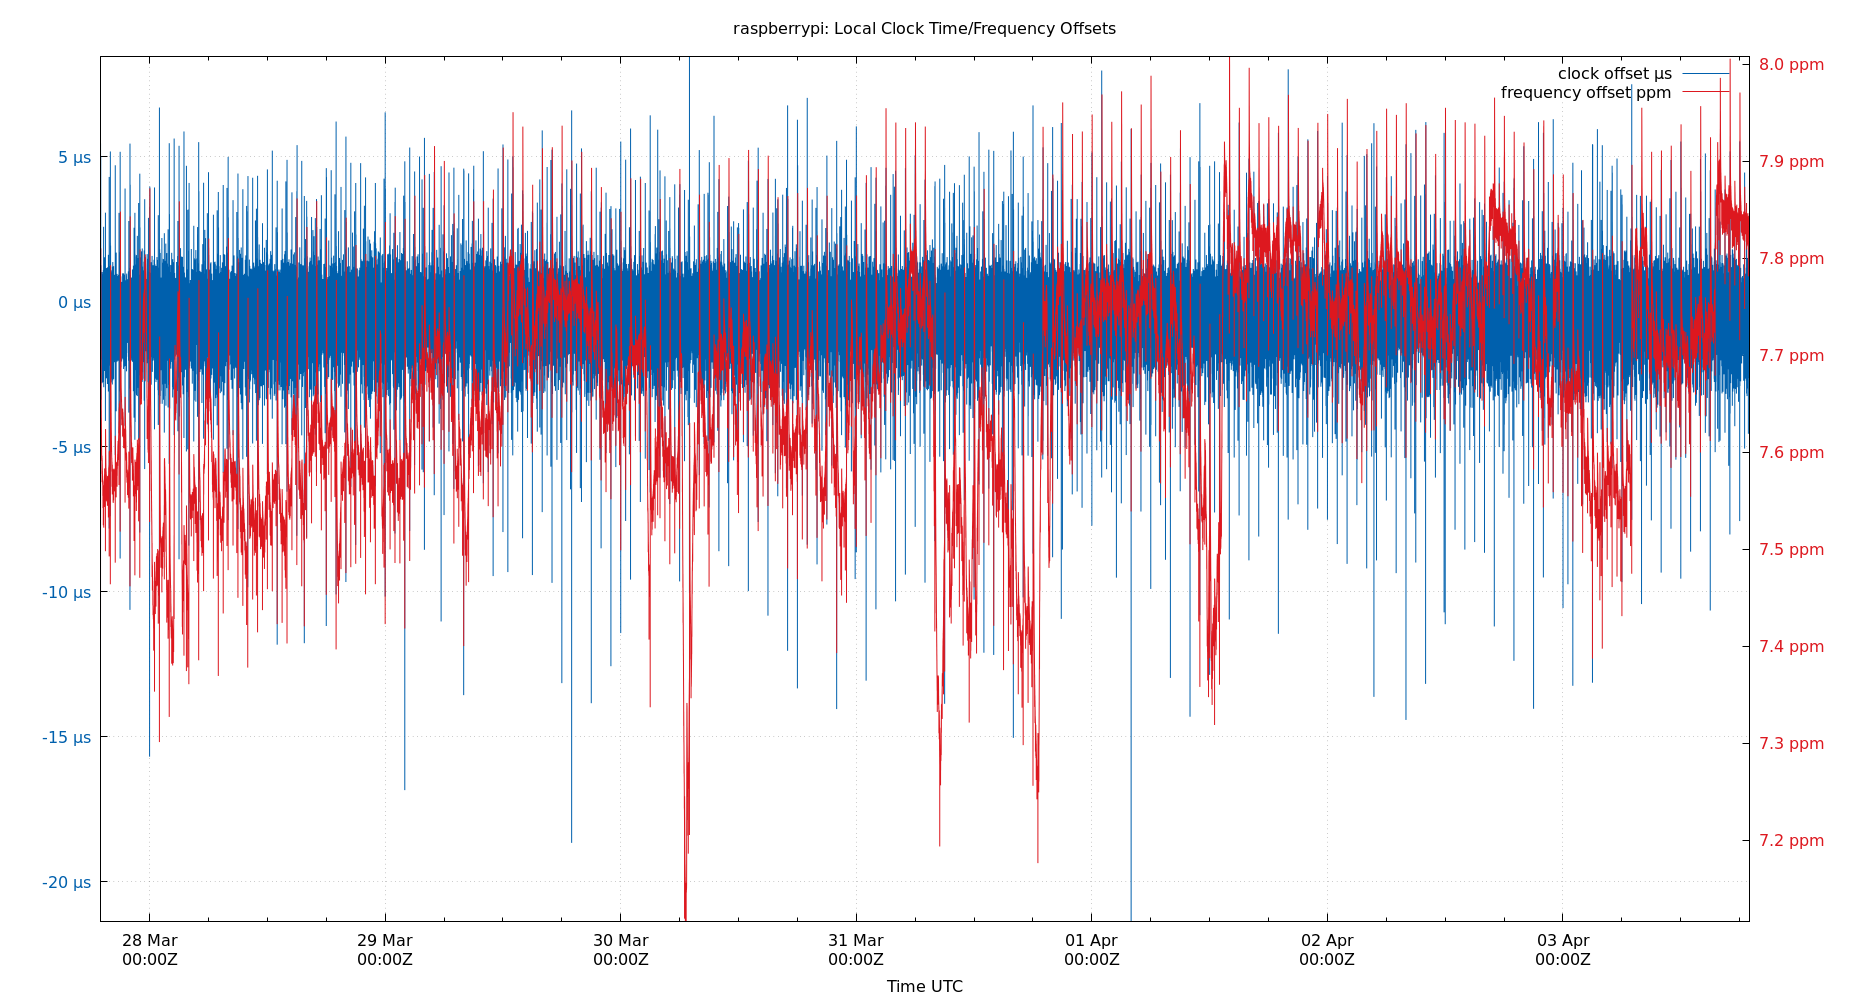 raspberrypi: Local Clock Time/Frequency Offsets
clock offset µs
frequency offset ppm
5 µs
0 µs
-5 µs
-10 µs
-15 µs
-20 µs
8.0 ppm
7.9 ppm
7.8 ppm
7.7 ppm
7.6 ppm
7.5 ppm
7.4 ppm
7.3 ppm
7.2 ppm
28 Mar
00:00Z
29 Mar
00:00Z
30 Mar
00:00Z
31 Mar
00:00Z
01 Apr
00:00Z
02 Apr
00:00Z
03 Apr
00:00Z
Time UTC